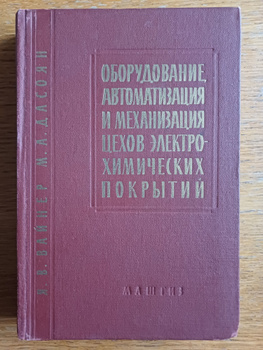 ОБОРУДОВАНИЕ,
АВТОМАТИЗАЦИЯ
И МЕХАНИЗАЦИЯ
ЦЕХОВ ЭЛЕКТРО-
ХИМИЧЕСКИХ
ПОКРЫТИЙ
МАШГИЗ
Я. В. ВАЙНЕР М. А. ДАСОЯН